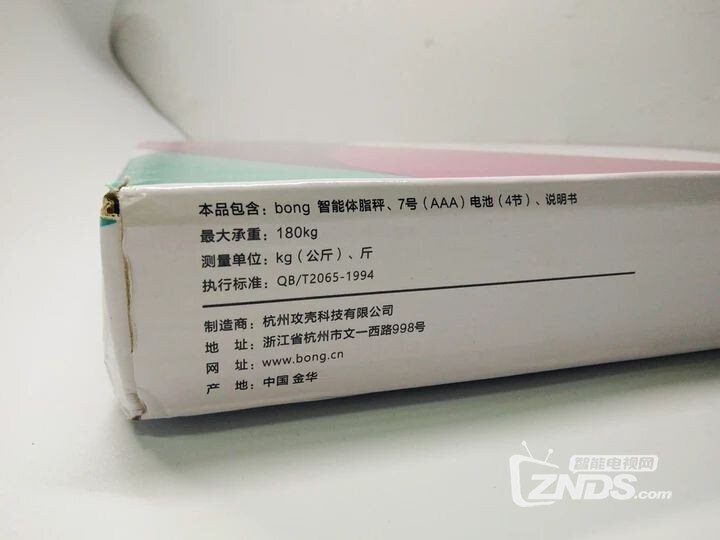 本品包含：bong 智能体脂秤、7号（AAA）电池（4节）、说明书
最大承重：180kg
测量单位：kg（公斤）、斤
执行标准：QB/T2065-1994
制造商：杭州攻壳科技有限公司
地 址：浙江省杭州市文一西路998号
网 址：www.bong.cn
产 地：中国 金华
智能电视网
ZNDS.com